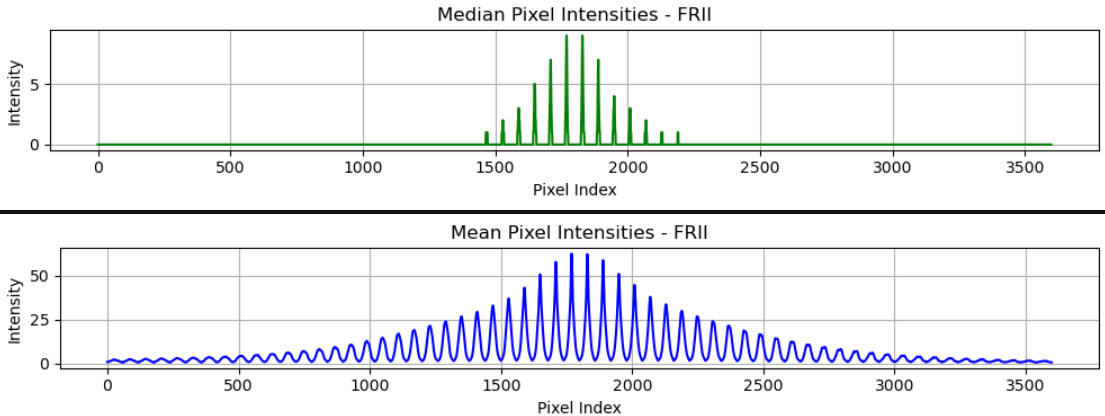 Median Pixel Intensities - FRII
Intensity
5
0
0 500 1000 1500 2000 2500 3000 3500
Pixel Index
Mean Pixel Intensities - FRII
Intensity
50
25
0
0 500 1000 1500 2000 2500 3000 3500
Pixel Index